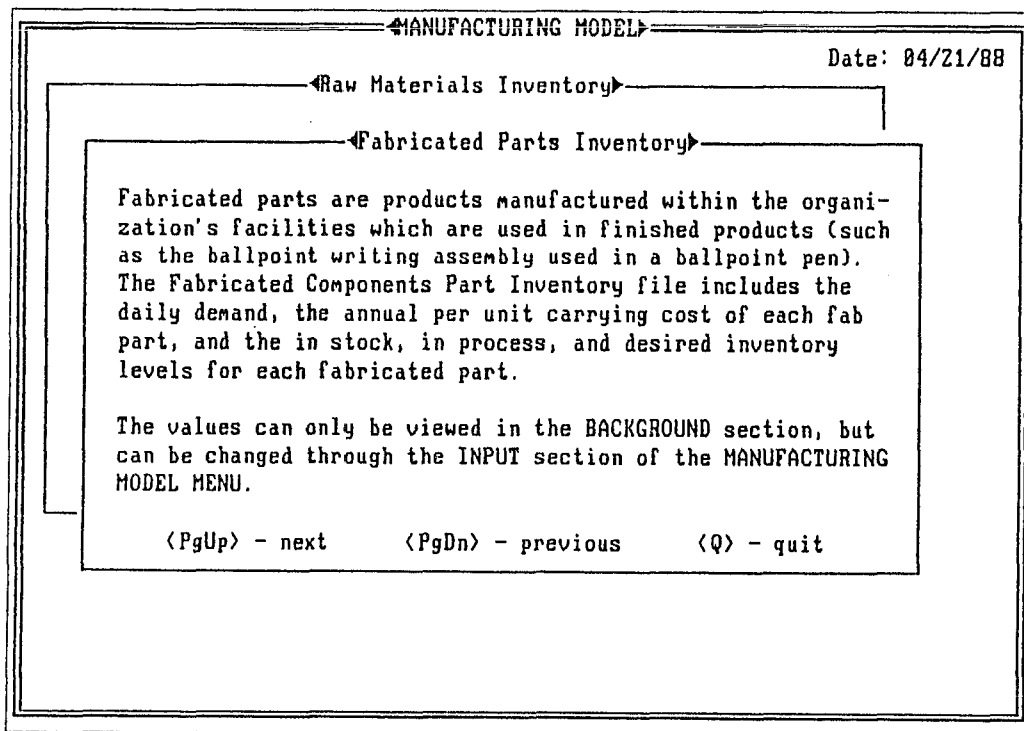 MANUFACTURING MODEL
Date: 04/21/88
Raw Materials Inventory
Fabricated Parts Inventory
Fabricated parts are products manufactured within the organi-
zation's facilities which are used in finished products (such
as the ballpoint writing assembly used in a ballpoint pen).
The Fabricated Components Part Inventory file includes the
daily demand, the annual per unit carrying cost of each fab
part, and the in stock, in process, and desired inventory
levels for each fabricated part.
The values can only be viewed in the BACKGROUND section, but
can be changed through the INPUT section of the MANUFACTURING
MODEL MENU.
<PgUp> - next <PgDn> - previous <Q> - quit